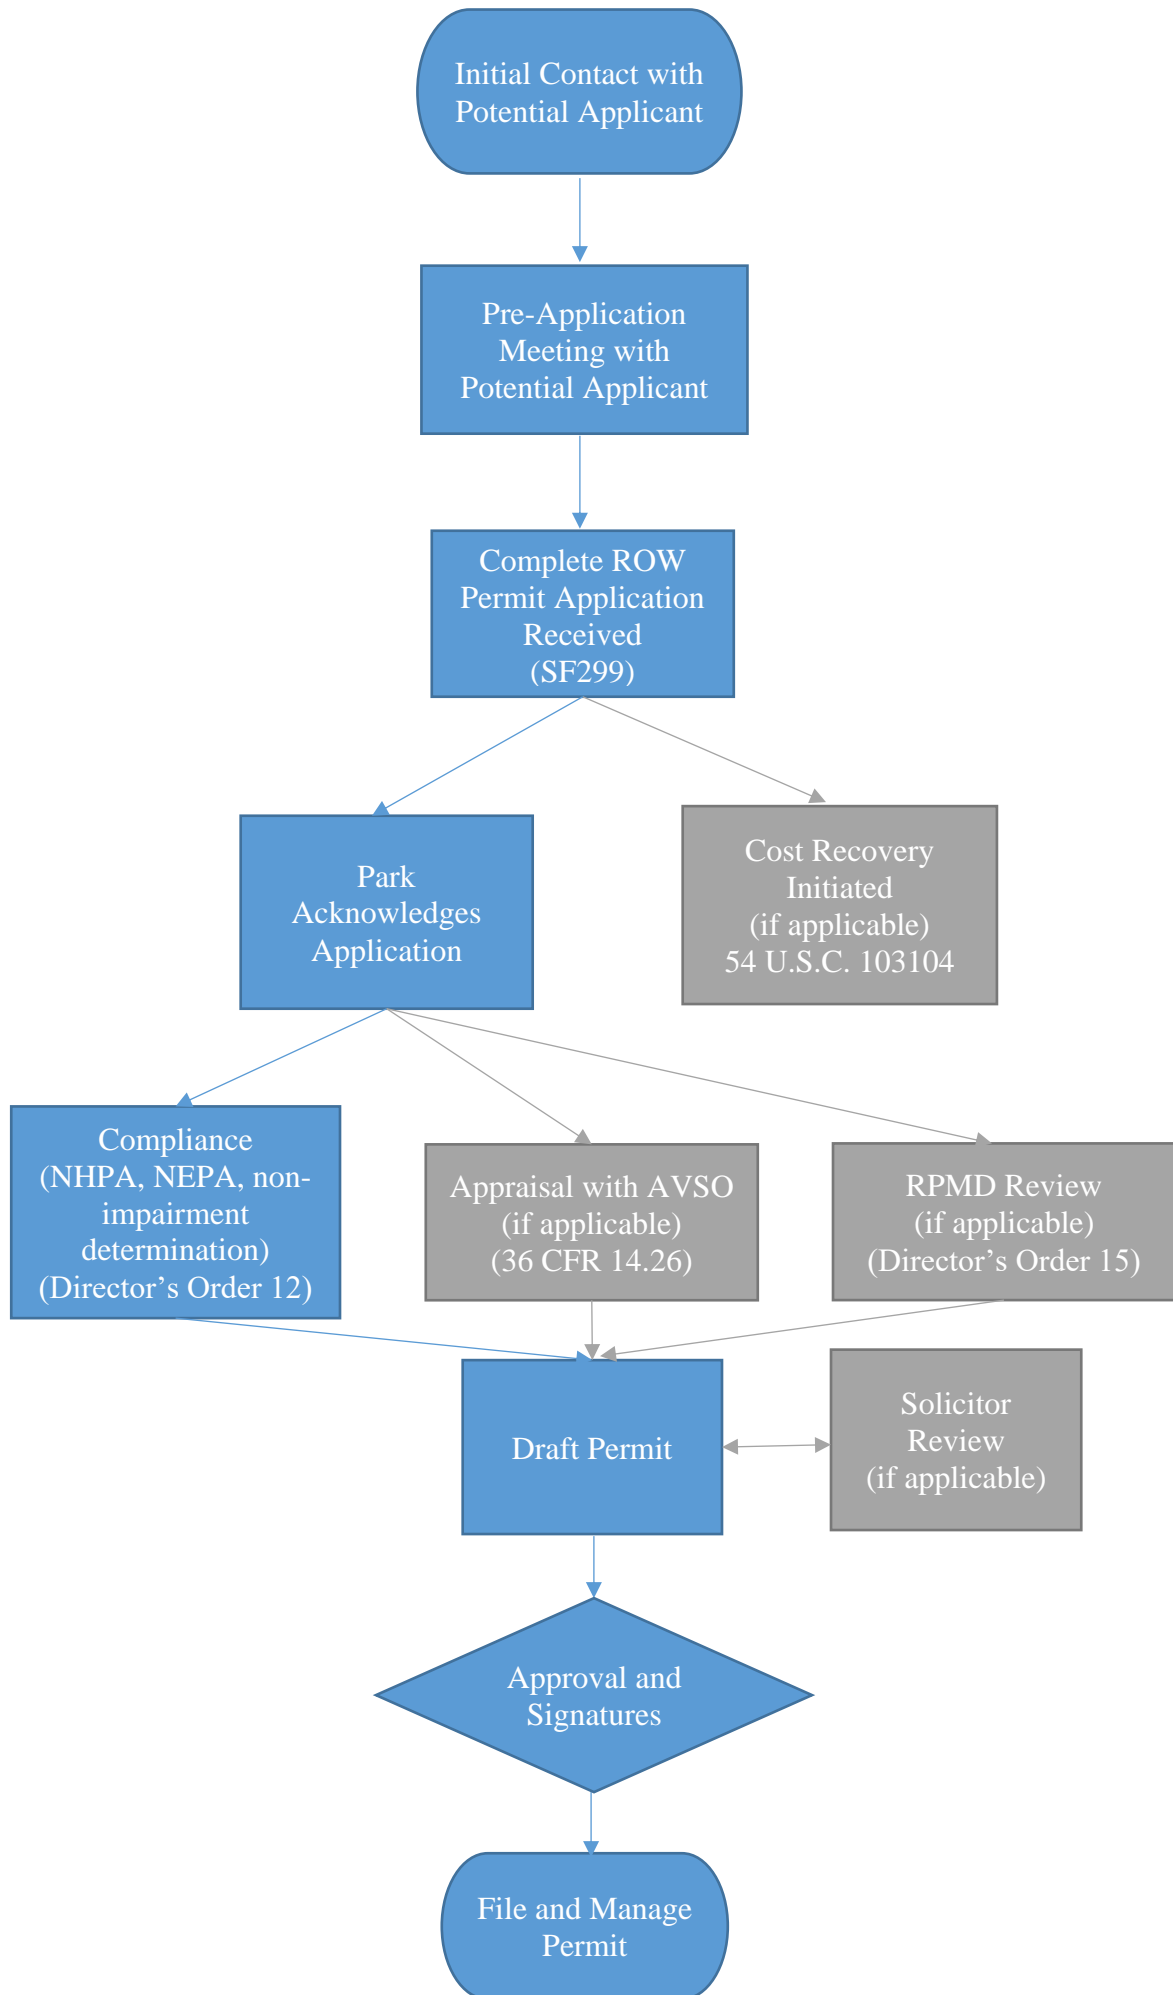 Initial Contact with
Potential Applicant
Pre-Application
Meeting with
Potential Applicant
Complete ROW
Permit Application
Received
(SF299)
Park
Acknowledges
Application
Cost Recovery
Initiated
(if applicable)
54 U.S.C. 103104
Compliance
(NHPA, NEPA, non-
impairment
determination)
(Director’s Order 12)
Appraisal with AVSO
(if applicable)
(36 CFR 14.26)
RPMD Review
(if applicable)
(Director’s Order 15)
Draft Permit
Solicitor
Review
(if applicable)
Approval and
Signatures
File and Manage
Permit